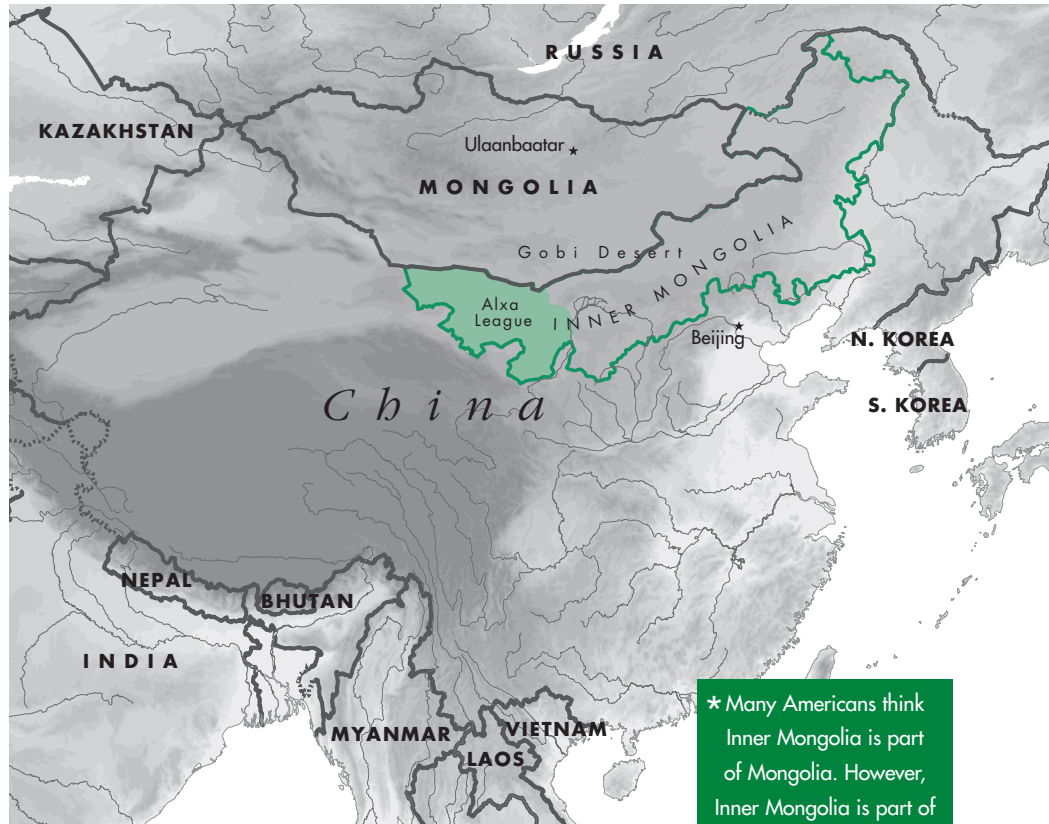 RUSSIA
KAZAKHSTAN
Ulaanbaatar
MONGOLIA
Gobi Desert
INNER MONGOLIA
Alxa
League
Beijing
N. KOREA
China
S. KOREA
NEPAL
BHUTAN
INDIA
MYANMAR
VIETNAM
LAOS
* Many Americans think
Inner Mongolia is part
of Mongolia. However,
Inner Mongolia is part of